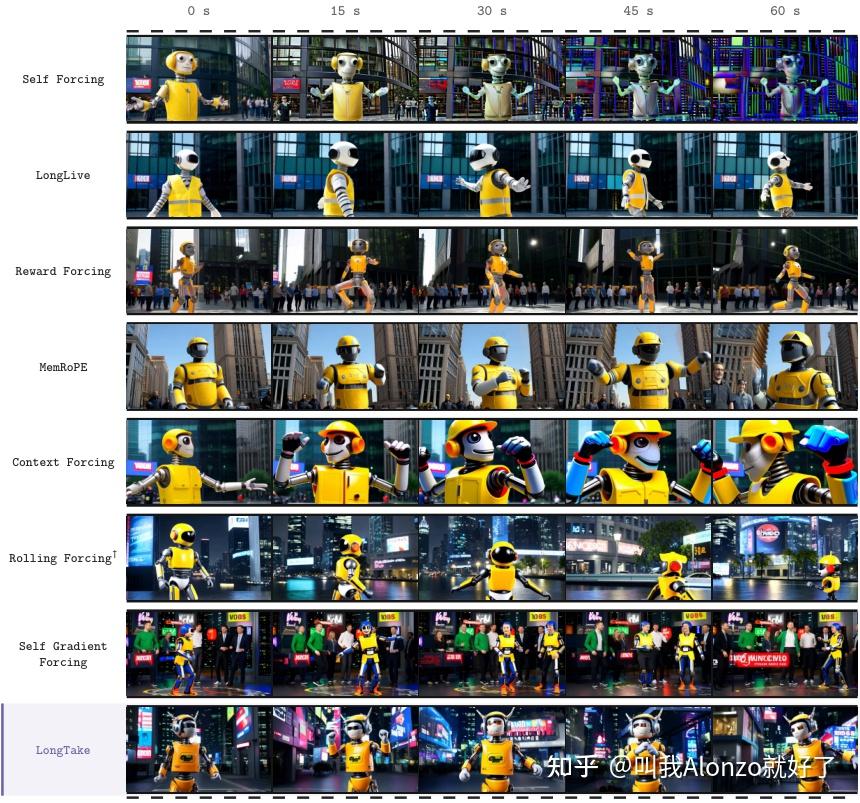 0 s 15 s 30 s 45 s 60 s
Self Forcing
LongLive
Reward Forcing
MemRoPE
Context Forcing
Rolling Forcing†
Self Gradient
Forcing
LongTake
知乎 @叫我Alonzo就好了